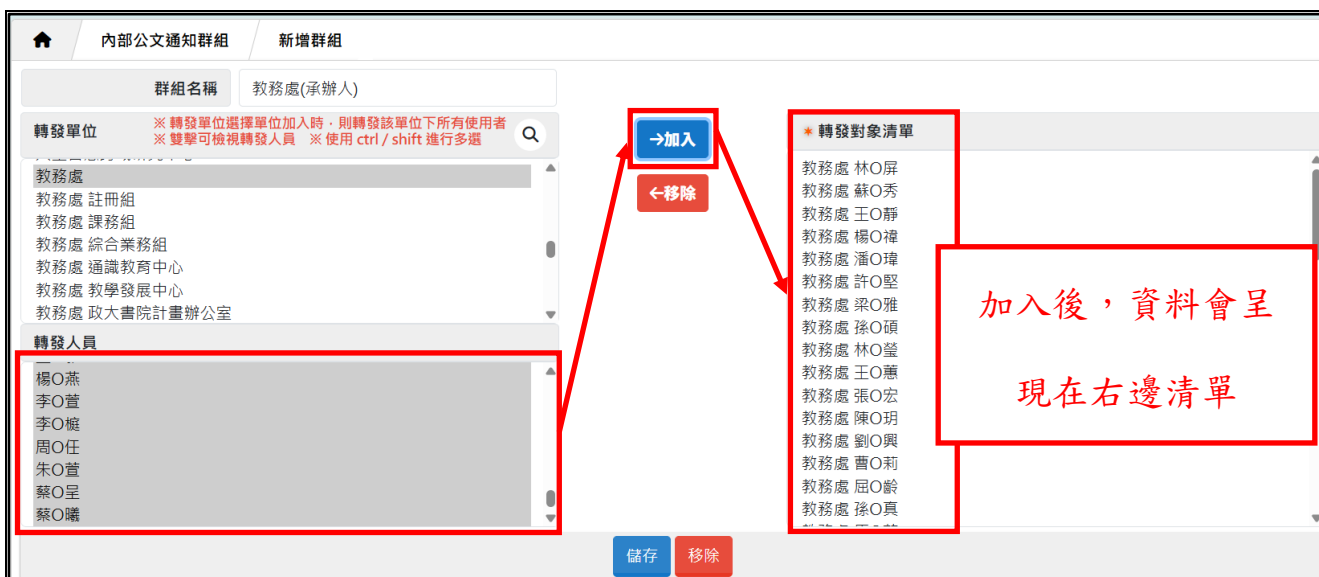 內部公文通知群組
新增群組
群組名稱
教務處(承辦人)
轉發單位
※ 轉發單位選擇單位加入時，則轉發該單位下所有使用者
※ 雙擊可檢視轉發人員 ※ 使用 ctrl / shift 進行多選
教務處
教務處 註冊組
教務處 課務組
教務處 綜合業務組
教務處 通識教育中心
教務處 教學發展中心
教務處 政大書院計畫辦公室
轉發人員
楊O燕
李O萱
李O榳
周O任
朱O萱
蔡O呈
蔡O曦
→加入
←移除
✶ 轉發對象清單
教務處 林O屏
教務處 蘇O秀
教務處 王O靜
教務處 楊O禕
教務處 潘O瑋
教務處 許O堅
教務處 梁O雅
教務處 孫O碩
教務處 林O瑩
教務處 王O蕙
教務處 張O宏
教務處 陳O玥
教務處 劉O興
教務處 曹O莉
教務處 屈O齡
教務處 孫O真
加入後，資料會呈
現在右邊清單
儲存
移除